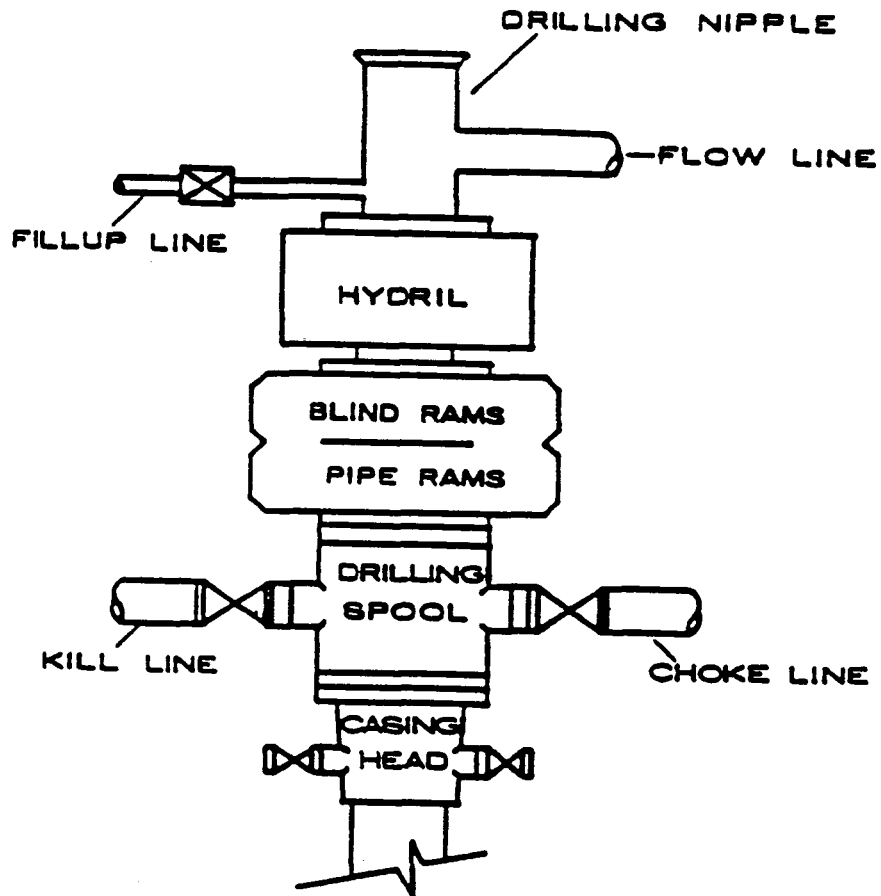 DRILLING NIPPLE
FLOW LINE
FILLUP LINE
HYDRIL
BLIND RAMS
PIPE RAMS
DRILLING
SPOOL
KILL LINE
CHOKE LINE
CASING
HEAD